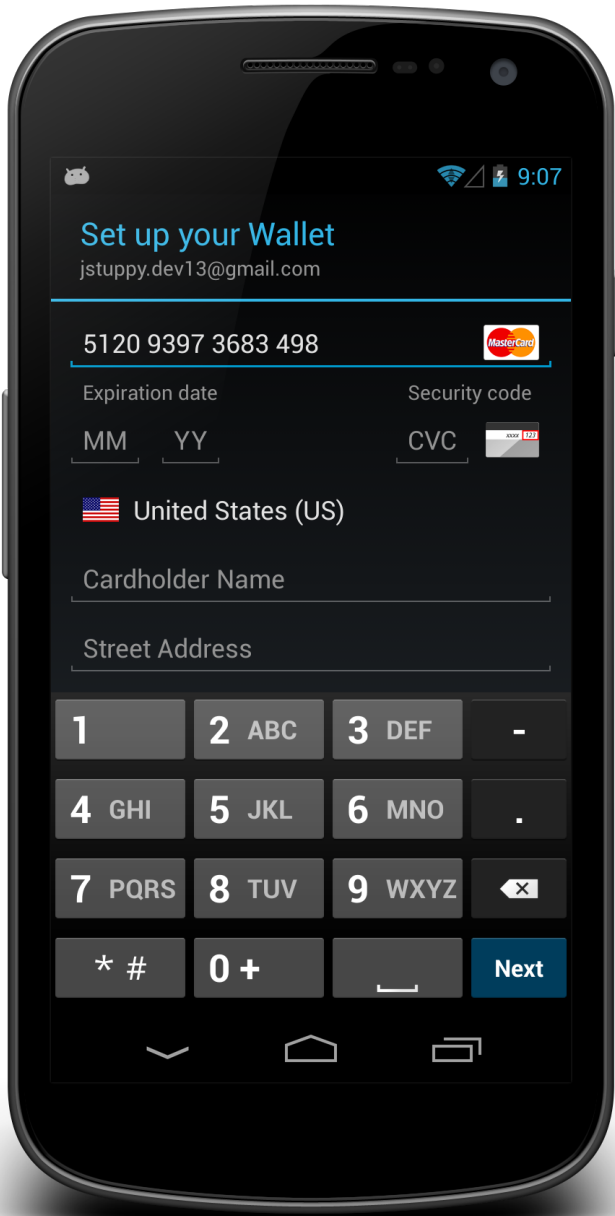 9:07
Set up your Wallet
jstuppy.dev13@gmail.com
5120 9397 3683 498 MasterCard
Expiration date Security code
MM YY CVC xxxx 123
United States (US)
Cardholder Name
Street Address
1 2 ABC 3 DEF -
4 GHI 5 JKL 6 MNO .
7 PQRS 8 TUV 9 WXYZ
* # 0 + Next